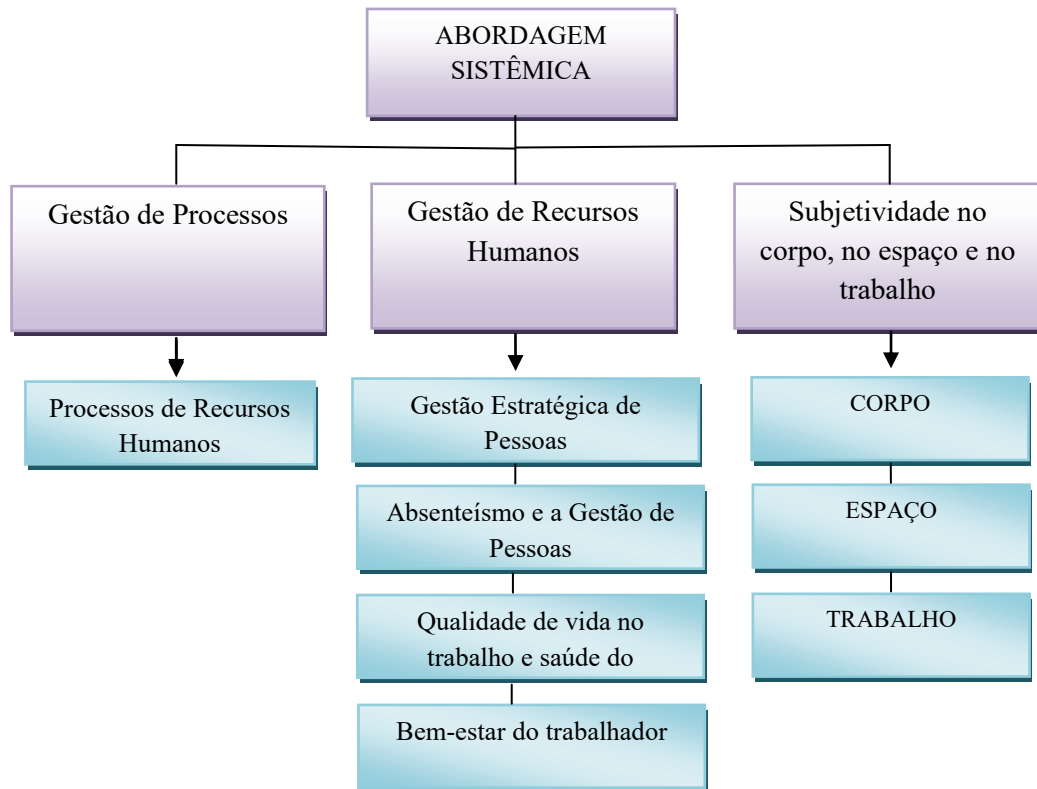 ABORDAGEM
SISTÊMICA
Gestão de Processos
Gestão de Recursos
Humanos
Subjetividade no
corpo, no espaço e no
trabalho
Processos de Recursos
Humanos
Gestão Estratégica de
Pessoas
Absenteísmo e a Gestão de
Pessoas
Qualidade de vida no
trabalho e saúde do
Bem-estar do trabalhador
CORPO
ESPAÇO
TRABALHO